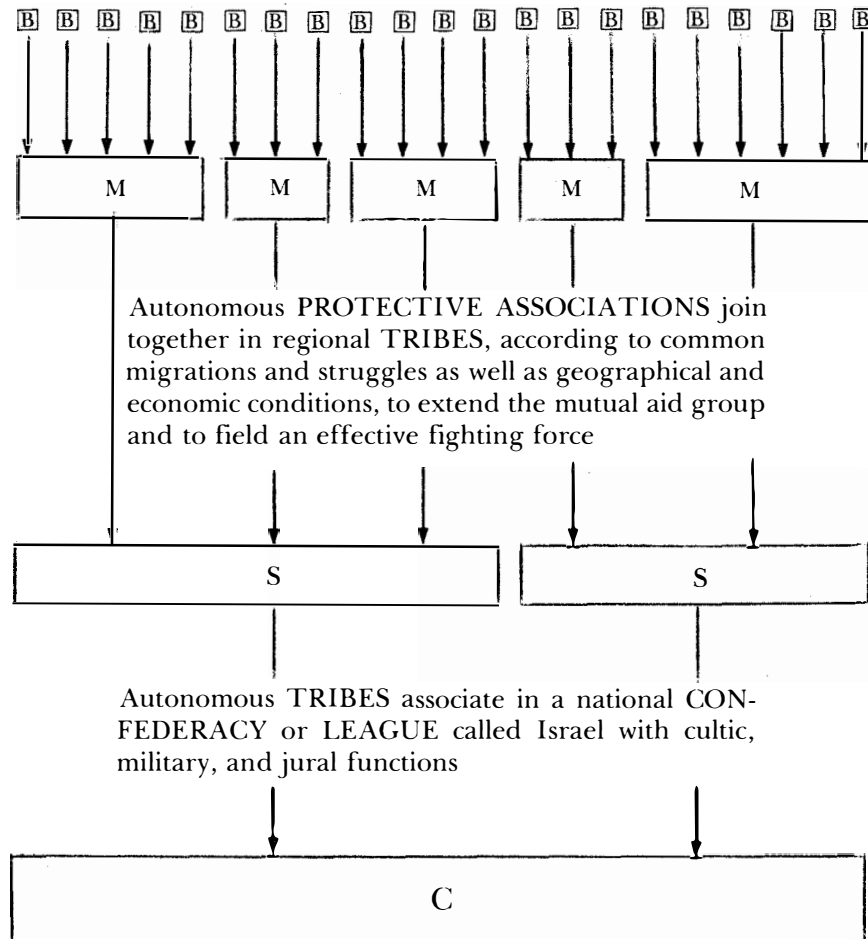 B B B B B B B B B B B B B B B B B B B B B
M M M M M
Autonomous PROTECTIVE ASSOCIATIONS join
together in regional TRIBES, according to common
migrations and struggles as well as geographical and
economic conditions, to extend the mutual aid group
and to field an effective fighting force
S S
Autonomous TRIBES associate in a national CON-
FEDERACY or LEAGUE called Israel with cultic,
military, and jural functions
C